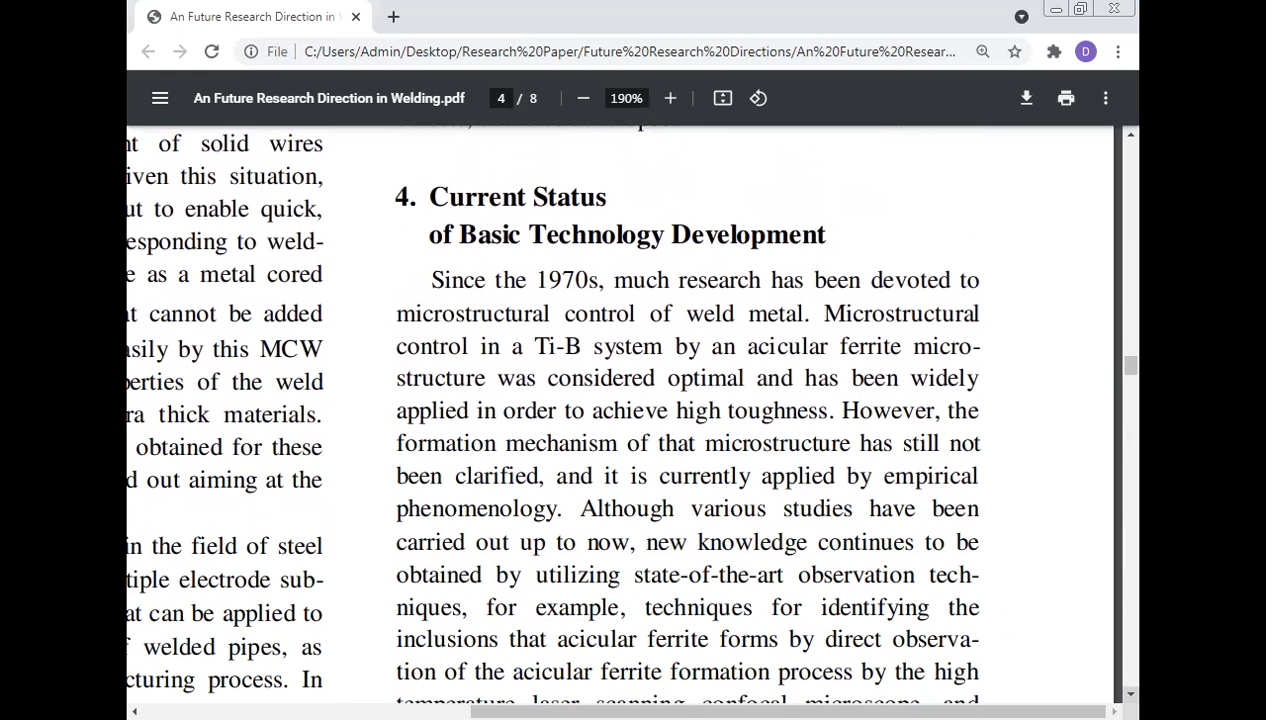 An Future Research Direction in
File
C:/Users/Admin/Desktop/Research%20Paper/Future%20Research%20Directions/An%20Future%20Resear...
D
An Future Research Direction in Welding.pdf
4 / 8
190%
nt of solid wires
iven this situation,
ut to enable quick,
esponding to weld-
e as a metal cored
at cannot be added
asily by this MCW
perties of the weld
ra thick materials.
obtained for these
d out aiming at the
in the field of steel
tiple electrode sub-
at can be applied to
f welded pipes, as
cturing process. In
4. Current Status
of Basic Technology Development
Since the 1970s, much research has been devoted to
microstructural control of weld metal. Microstructural
control in a Ti-B system by an acicular ferrite micro-
structure was considered optimal and has been widely
applied in order to achieve high toughness. However, the
formation mechanism of that microstructure has still not
been clarified, and it is currently applied by empirical
phenomenology. Although various studies have been
carried out up to now, new knowledge continues to be
obtained by utilizing state-of-the-art observation tech-
niques, for example, techniques for identifying the
inclusions that acicular ferrite forms by direct observa-
tion of the acicular ferrite formation process by the high
temperature laser scanning confocal microscope, and